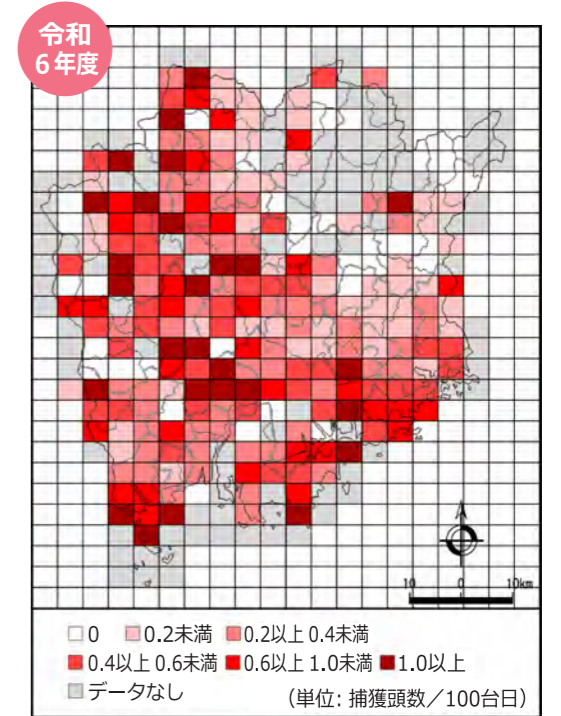 令和
6年度
10 0 10km
0 0.2未満 0.2以上 0.4未満
0.4以上 0.6未満 0.6以上 1.0未満 1.0以上
データなし (単位: 捕獲頭数/100台日)